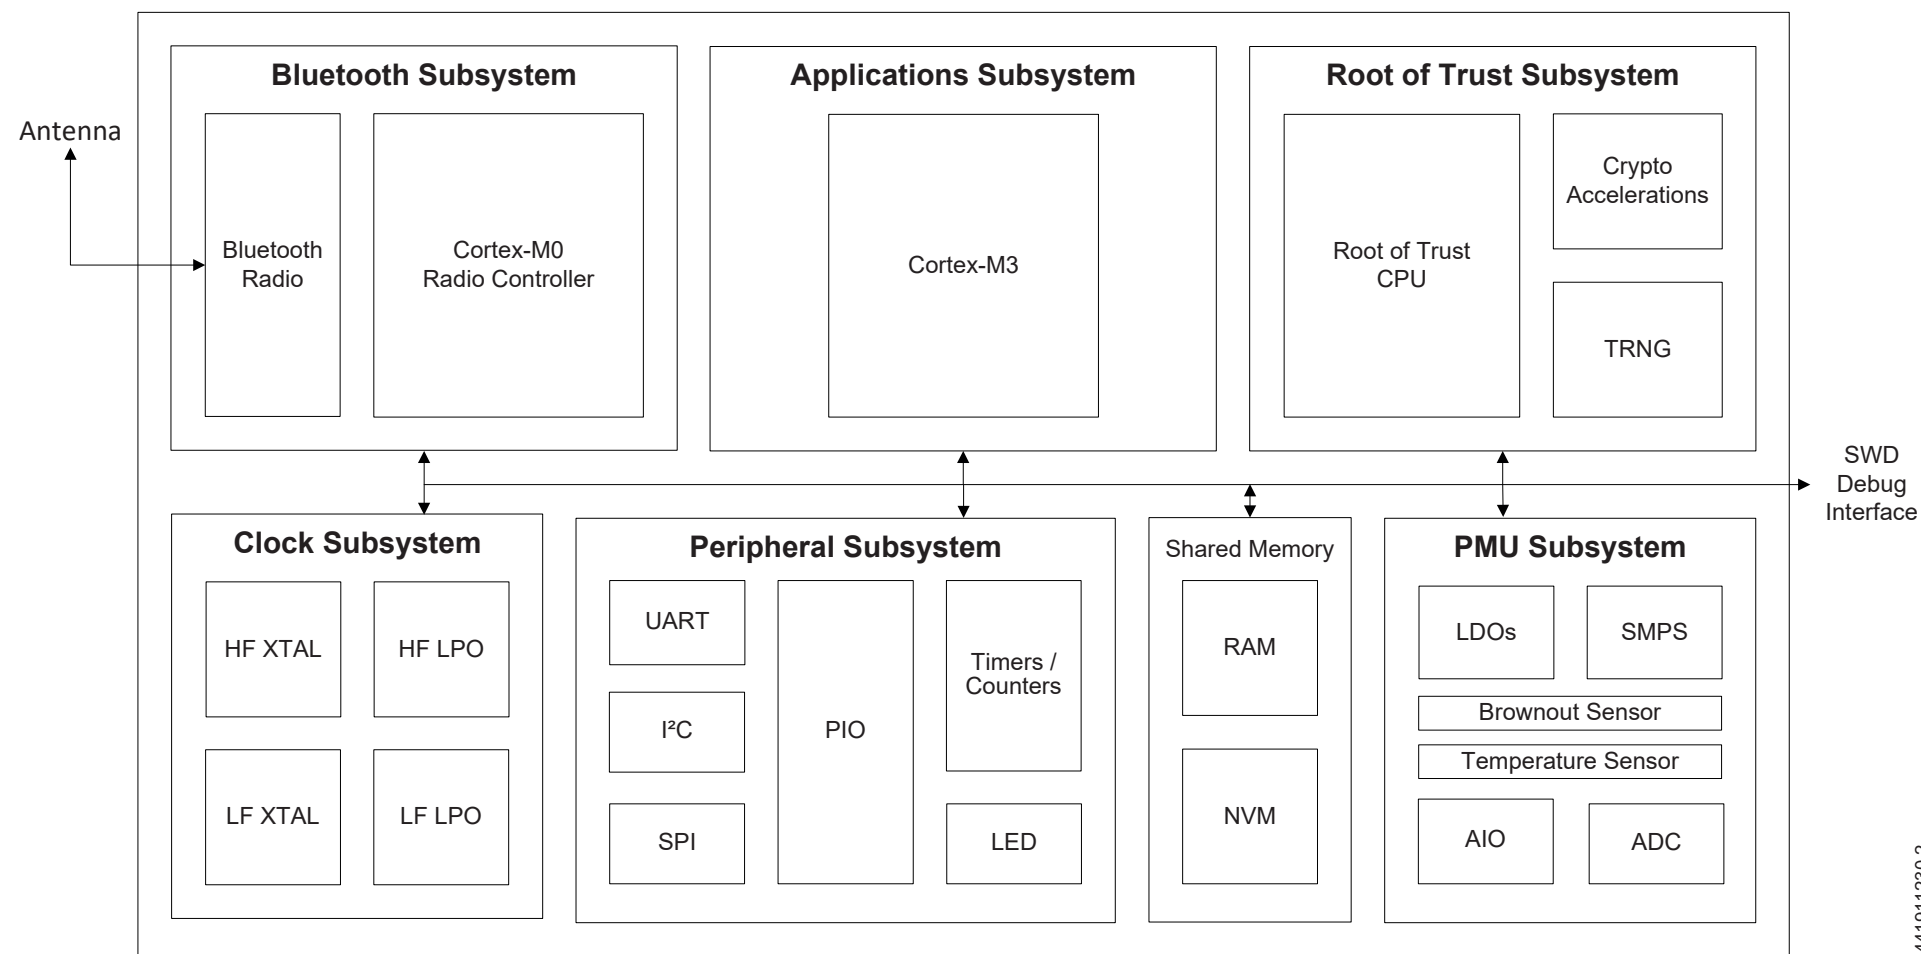 Bluetooth Subsystem
Applications Subsystem
Root of Trust Subsystem
Antenna
Bluetooth
Radio
Cortex-M0
Radio Controller
Cortex-M3
Root of Trust
CPU
Crypto
Accelerations
TRNG
SWD
Debug
Interface
Clock Subsystem
HF XTAL
HF LPO
LF XTAL
LF LPO
Peripheral Subsystem
UART
I²C
SPI
PIO
Timers /
Counters
LED
Shared Memory
RAM
NVM
PMU Subsystem
LDOs
SMPS
Brownout Sensor
Temperature Sensor
AIO
ADC